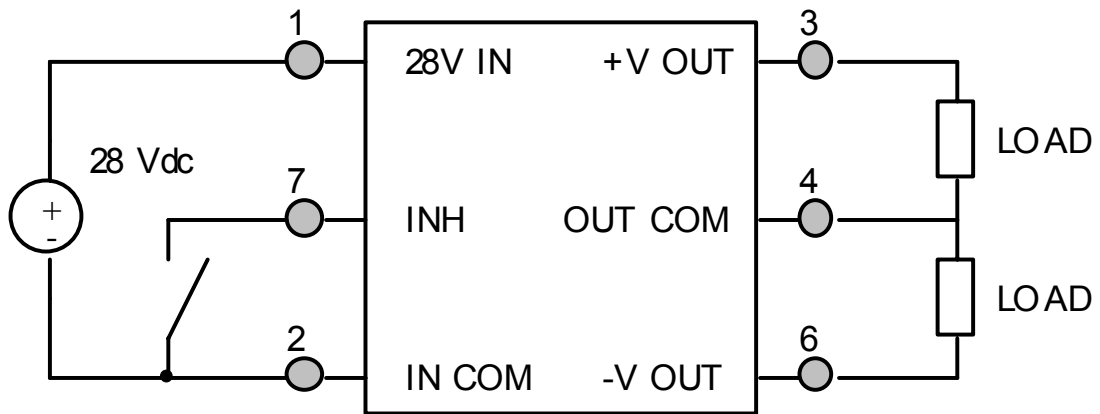 1
3
28V IN
+V OUT
LOAD
28 Vdc
7
4
+
-
INH
OUT COM
2
6
LOAD
IN COM
-V OUT